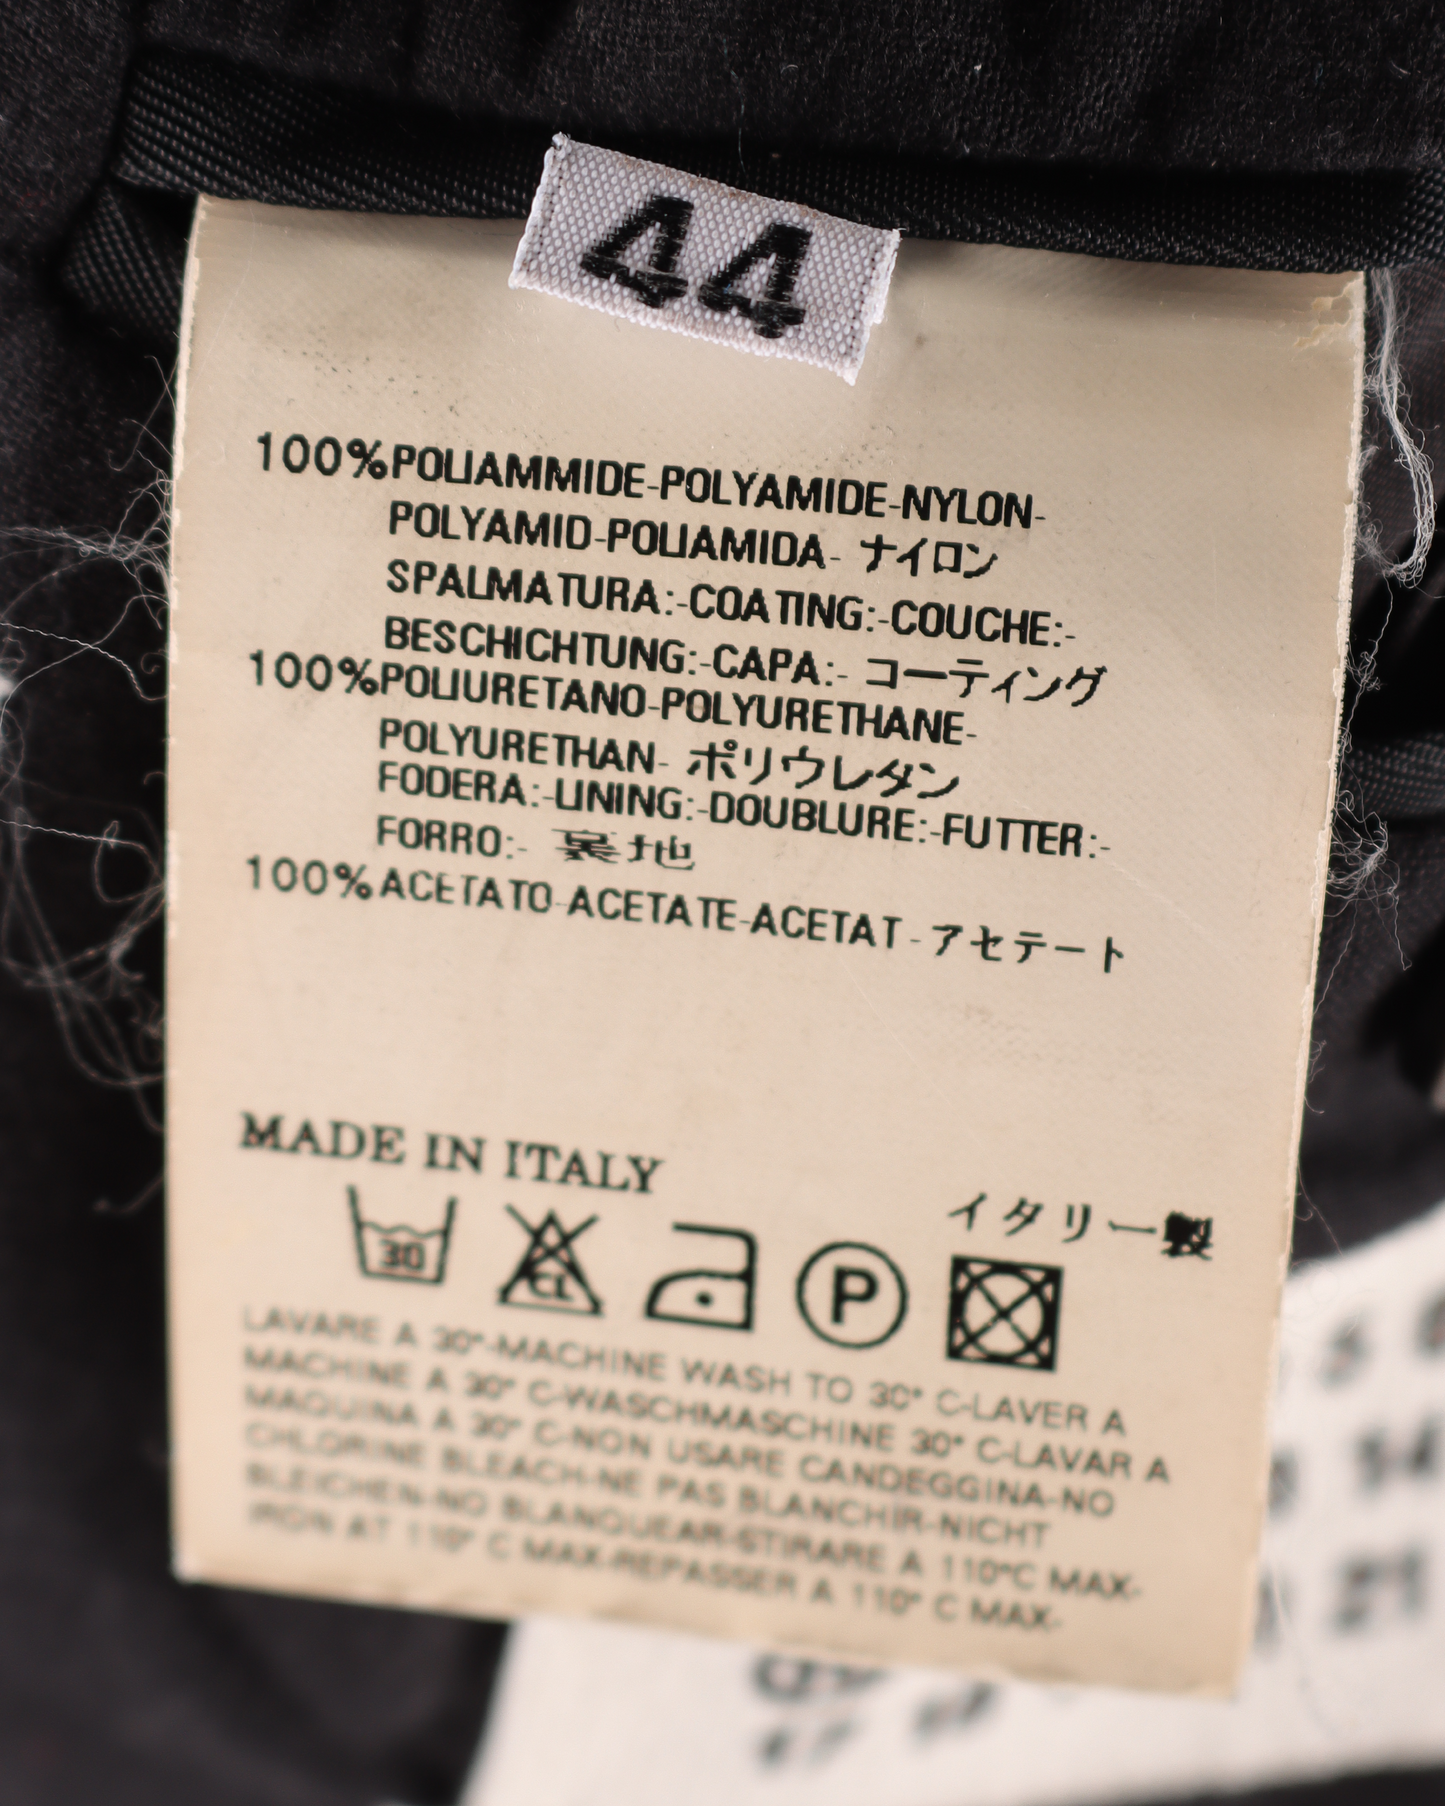 44
100%POLIAMMIDE-POLYAMIDE-NYLON-
POLYAMID-POLIAMIDA- ナイロン
SPALMATURA:-COATING:-COUCHE:-
BESCHICHTUNG:-CAPA:- コーティング
100%POLIURETANO-POLYURETHANE-
POLYURETHAN- ポリウレタン
FODERA:-LINING:-DOUBLURE:-FUTTER:-
FORRO:- 裏地
100%ACETATO-ACETATE-ACETAT-アセテート
MADE IN ITALY
イタリー製
30 CL P
LAVARE A 30°-MACHINE WASH TO 30° C-LAVER A
MACHINE A 30° C-WASCHMASCHINE 30° C-LAVAR A
MAQUINA A 30° C-NON USARE CANDEGGINA-NO
CHLORINE BLEACH-NE PAS BLANCHIR-NICHT
BLEICHEN-NO BLANQUEAR-STIRARE A 110°C MAX-
IRON AT 110° C MAX-REPASSER A 110° C MAX-
14
21
17